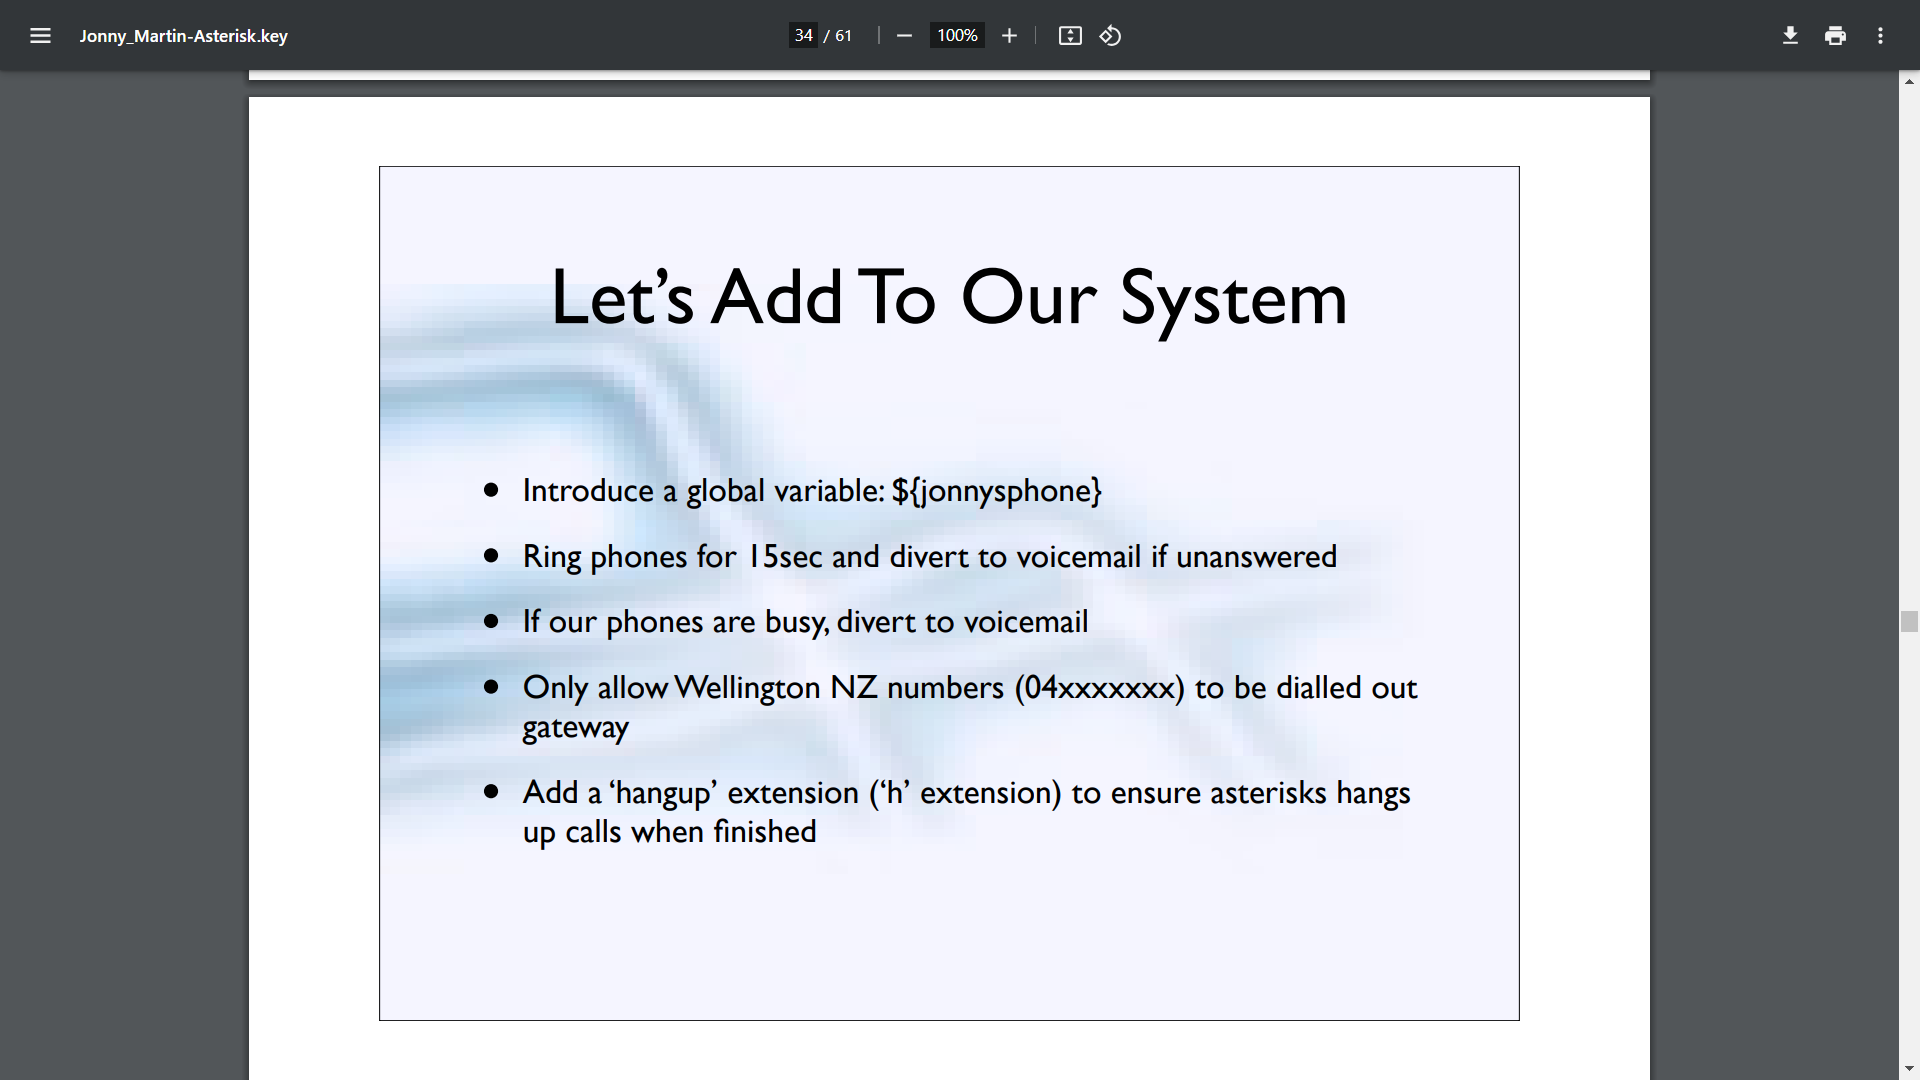 Jonny_Martin-Asterisk.key
34 / 61
100%
Let’s Add To Our System
• Introduce a global variable: ${jonnysphone}
• Ring phones for 15sec and divert to voicemail if unanswered
• If our phones are busy, divert to voicemail
• Only allow Wellington NZ numbers (04xxxxxxx) to be dialled out
gateway
• Add a ‘hangup’ extension (‘h’ extension) to ensure asterisks hangs
up calls when finished